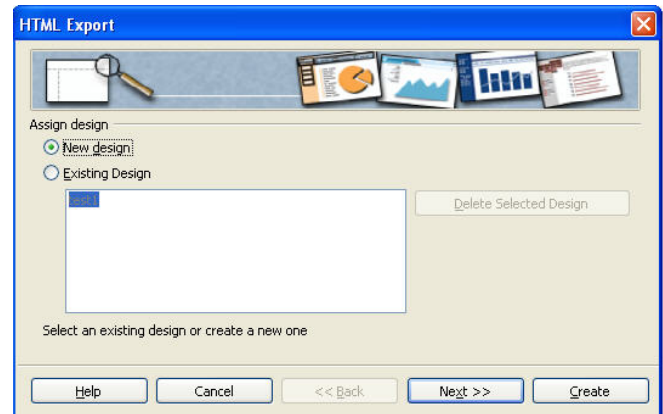 HTML Export
Assign design
New design
Existing Design
test1
Delete Selected Design
Select an existing design or create a new one
Help Cancel << Back Next >> Create